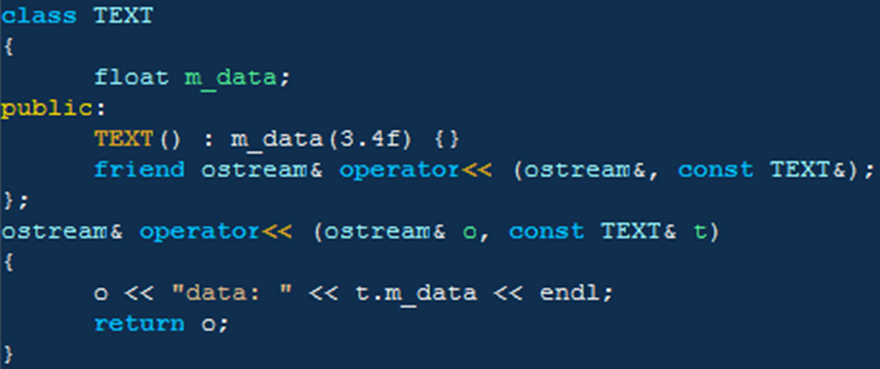 class TEXT
{
float m_data;
public:
TEXT() : m_data(3.4f) {}
friend ostream& operator<< (ostream&, const TEXT&);
};
ostream& operator<< (ostream& o, const TEXT& t)
{
o << "data: " << t.m_data << endl;
return o;
}